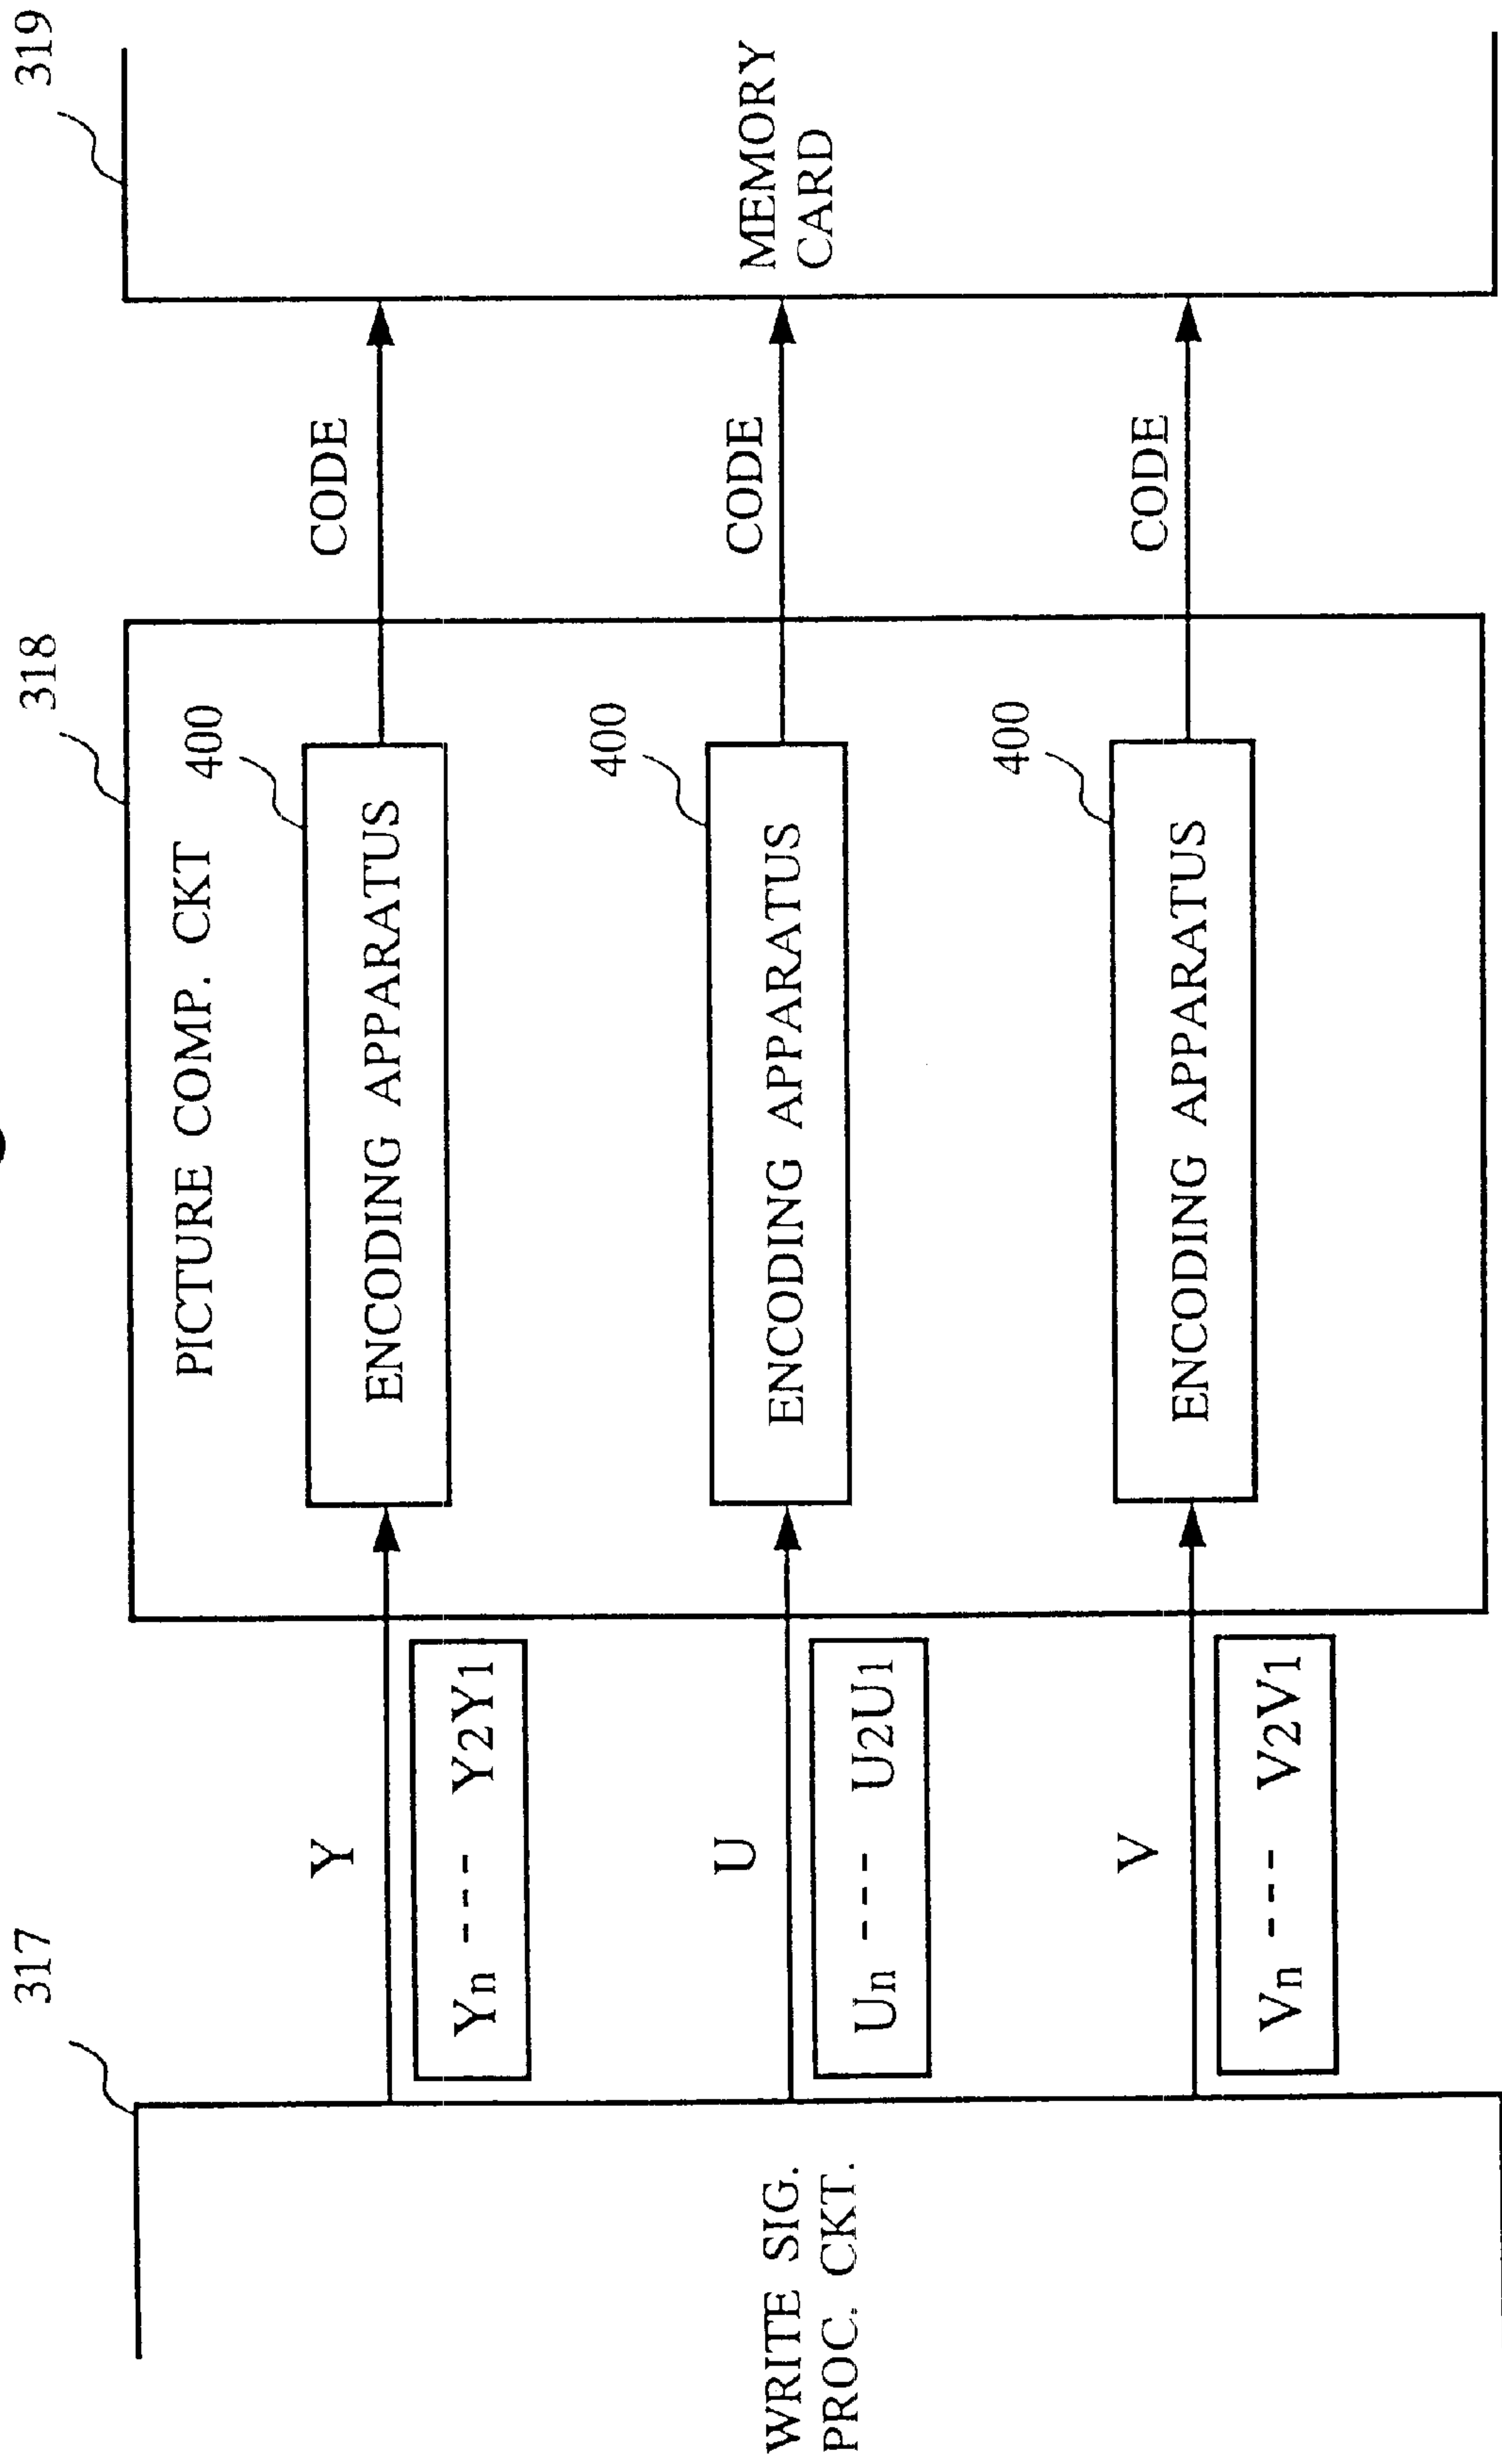 317
318
319
WRITE SIG.
PROC. CKT.
Y
Yn --- Y2Y1
U
Un --- U2U1
V
Vn --- V2V1
PICTURE COMP. CKT
400
ENCODING APPARATUS
400
ENCODING APPARATUS
400
ENCODING APPARATUS
CODE
CODE
CODE
MEMORY
CARD